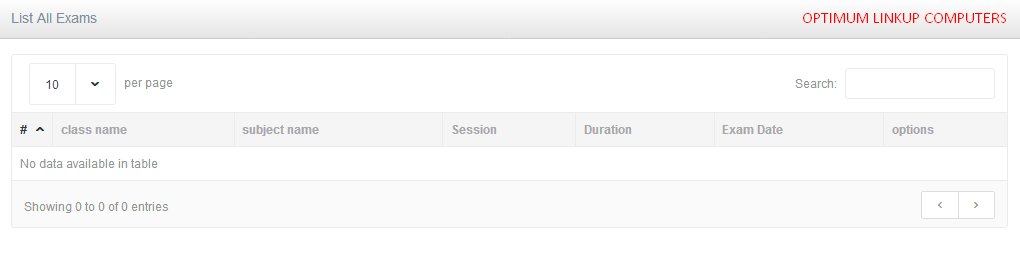 List All Exams OPTIMUM LINKUP COMPUTERS
10 per page Search:
# class name subject name Session Duration Exam Date options
No data available in table
Showing 0 to 0 of 0 entries